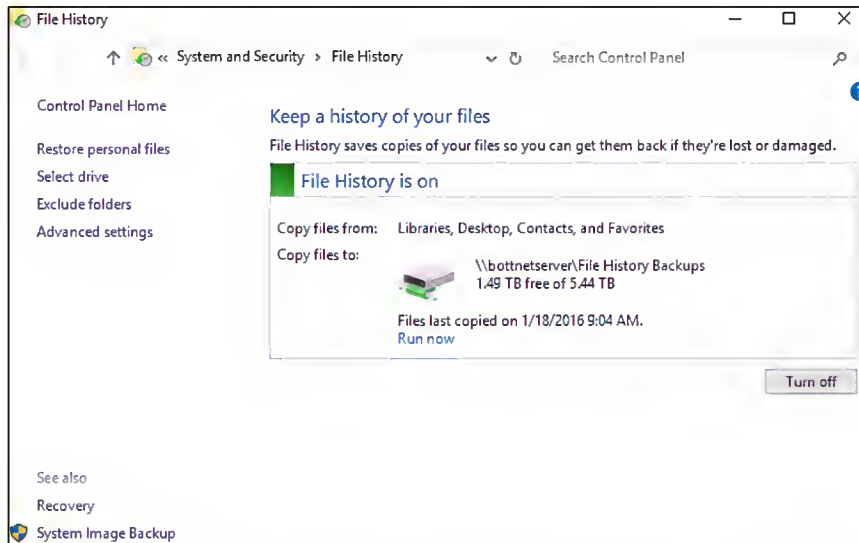 File History
« System and Security > File History
Search Control Panel
Control Panel Home
Restore personal files
Select drive
Exclude folders
Advanced settings
Keep a history of your files
File History saves copies of your files so you can get them back if they're lost or damaged.
File History is on
Copy files from: Libraries, Desktop, Contacts, and Favorites
Copy files to:
\\bottnetserver\File History Backups
1.49 TB free of 5.44 TB
Files last copied on 1/18/2016 9:04 AM.
Run now
Turn off
See also
Recovery
System Image Backup